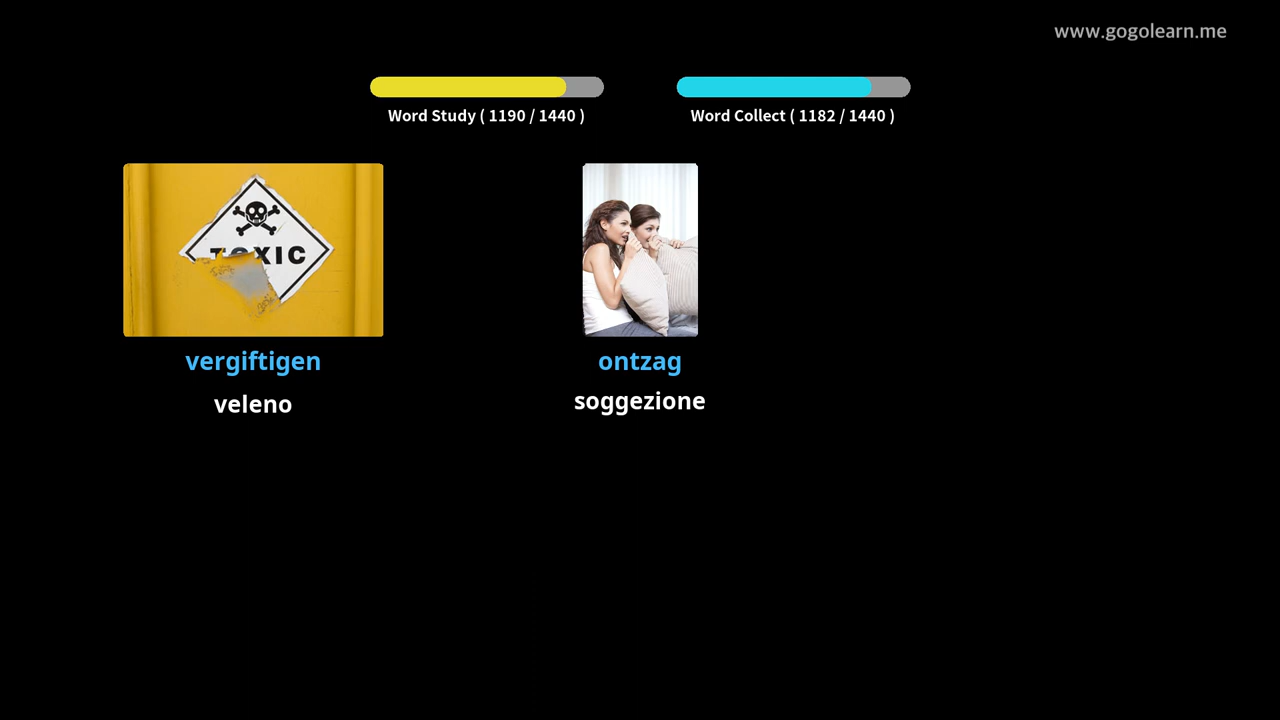 www.gogolearn.me
Word Study ( 1190 / 1440 )
Word Collect ( 1182 / 1440 )
TOXIC
vergiftigen
ontzag
veleno
soggezione